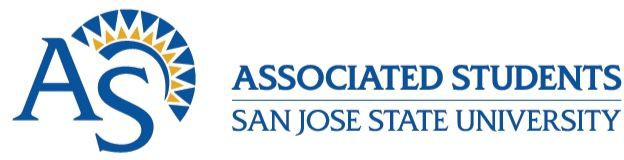 AS
ASSOCIATED STUDENTS
SAN JOSE STATE UNIVERSITY